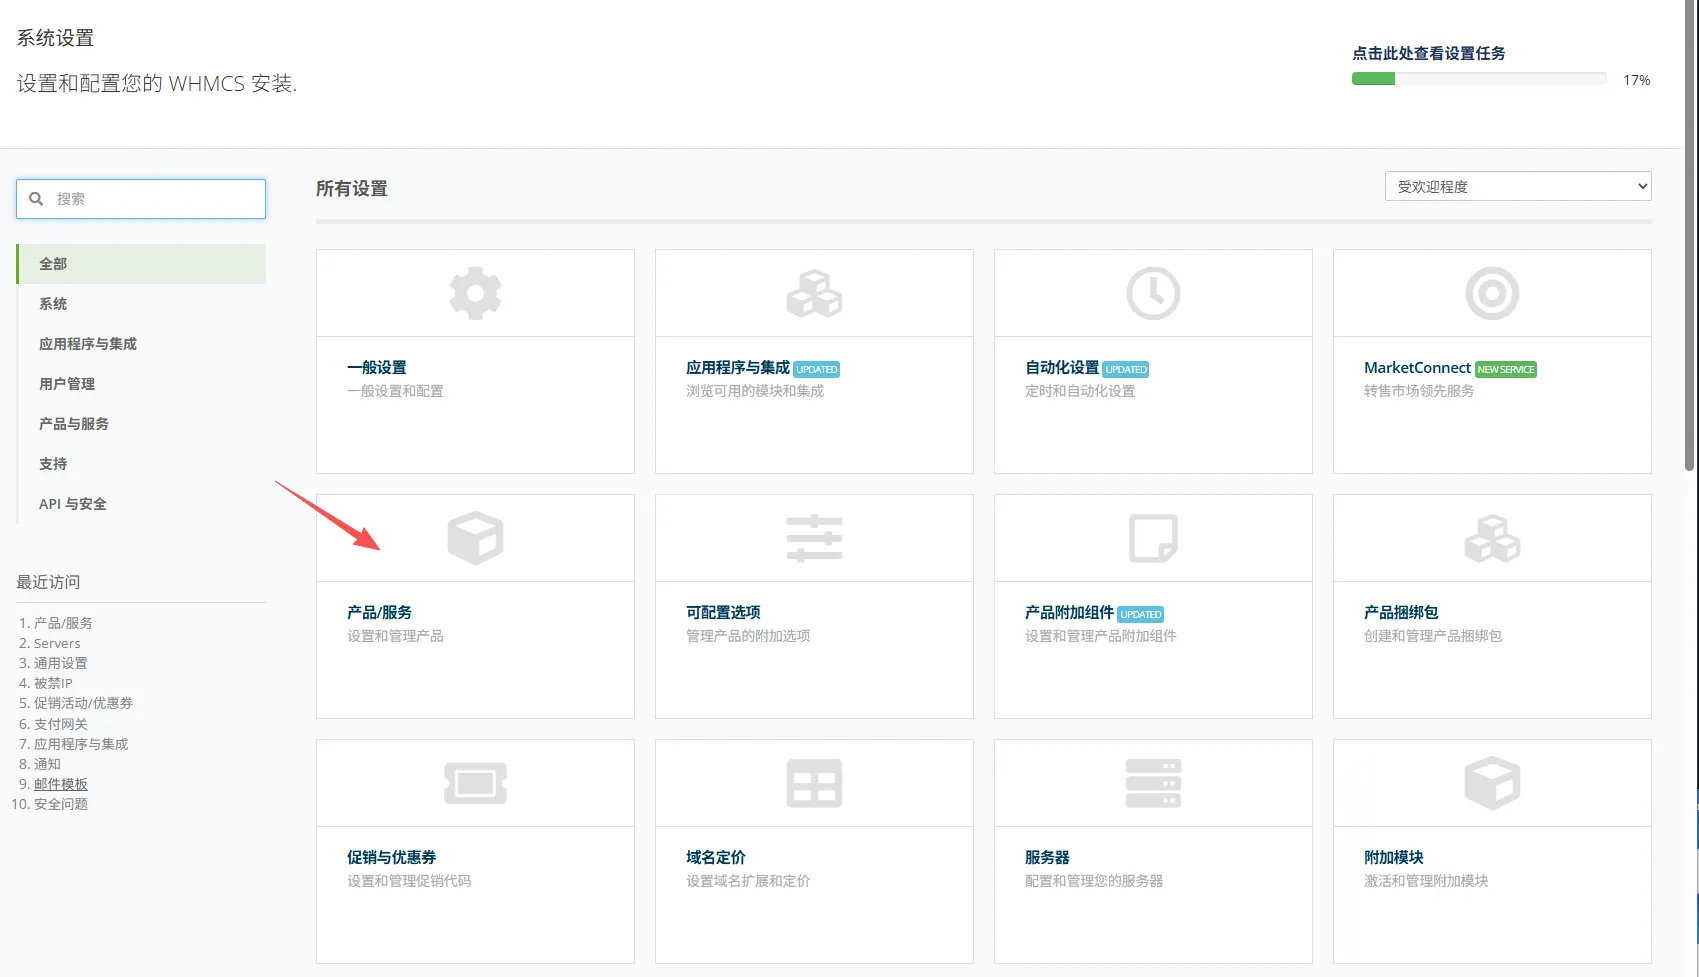 系统设置
设置和配置您的 WHMCS 安装.
点击此处查看设置任务
17%
搜索
全部
系统
应用程序与集成
用户管理
产品与服务
支持
API 与安全
最近访问
1. 产品/服务
2. Servers
3. 通用设置
4. 被禁IP
5. 促销活动/优惠券
6. 支付网关
7. 应用程序与集成
8. 通知
9. 邮件模板
10. 安全问题
所有设置
受欢迎程度
一般设置
一般设置和配置
应用程序与集成 UPDATED
浏览可用的模块和集成
自动化设置 UPDATED
定时和自动化设置
MarketConnect NEW SERVICE
转售市场领先服务
产品/服务
设置和管理产品
可配置选项
管理产品的附加选项
产品附加组件 UPDATED
设置和管理产品附加组件
产品捆绑包
创建和管理产品捆绑包
促销与优惠券
设置和管理促销代码
域名定价
设置域名扩展和定价
服务器
配置和管理您的服务器
附加模块
激活和管理附加模块